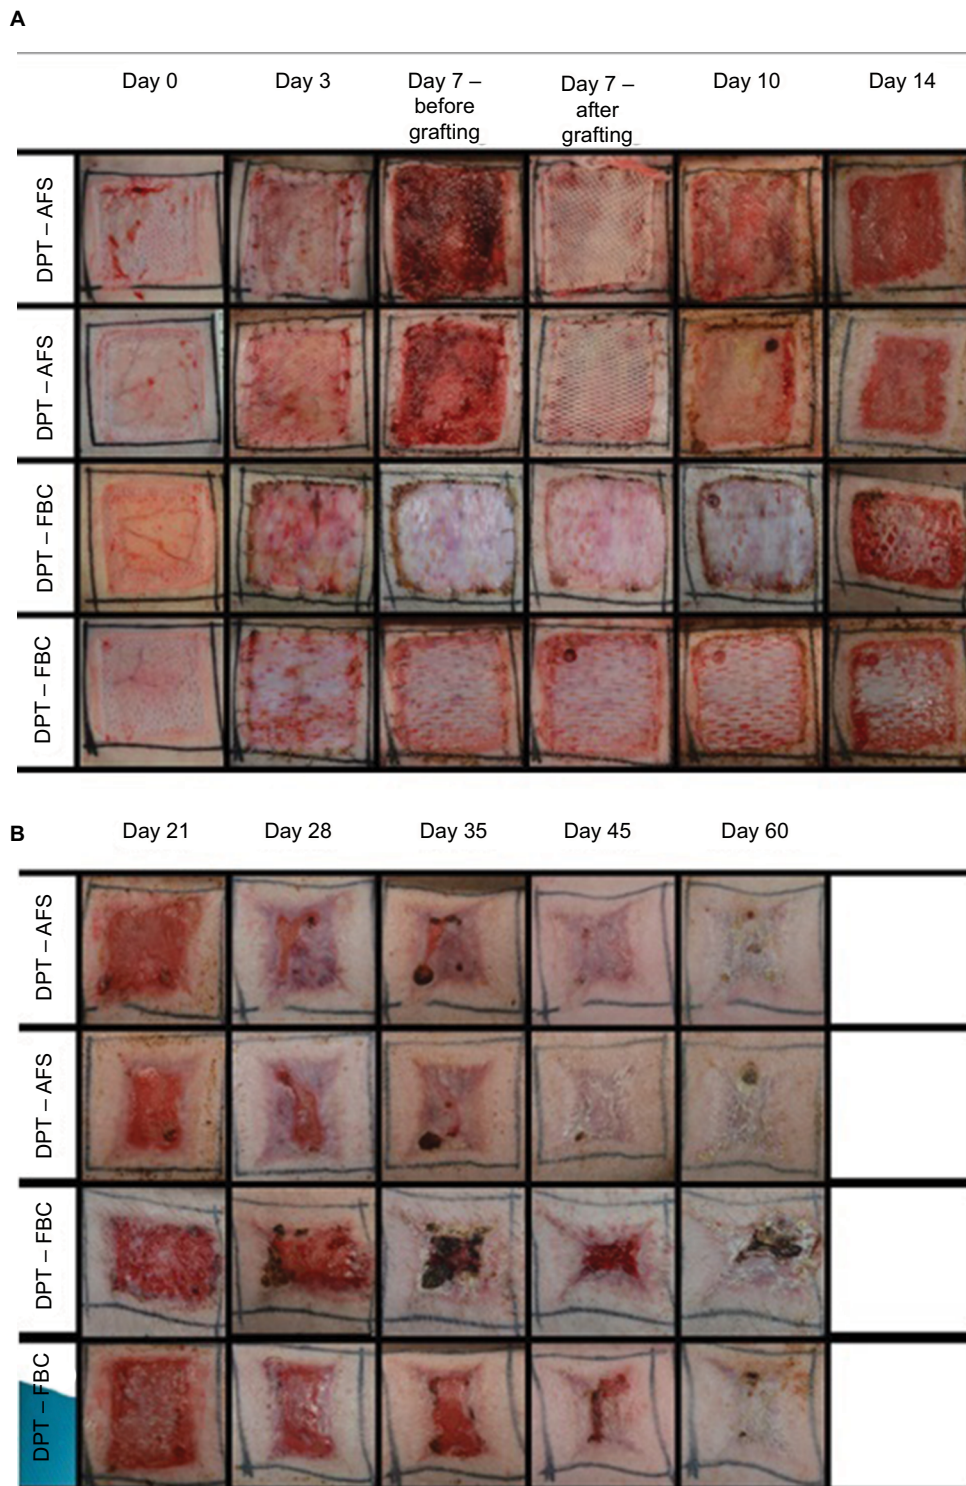 A
Day 0
Day 3
Day 7 –
before
grafting
Day 7 –
after
grafting
Day 10
Day 14
DPT – AFS
DPT – AFS
DPT – FBC
DPT – FBC
B
Day 21
Day 28
Day 35
Day 45
Day 60
DPT – AFS
DPT – AFS
DPT – FBC
DPT – FBC